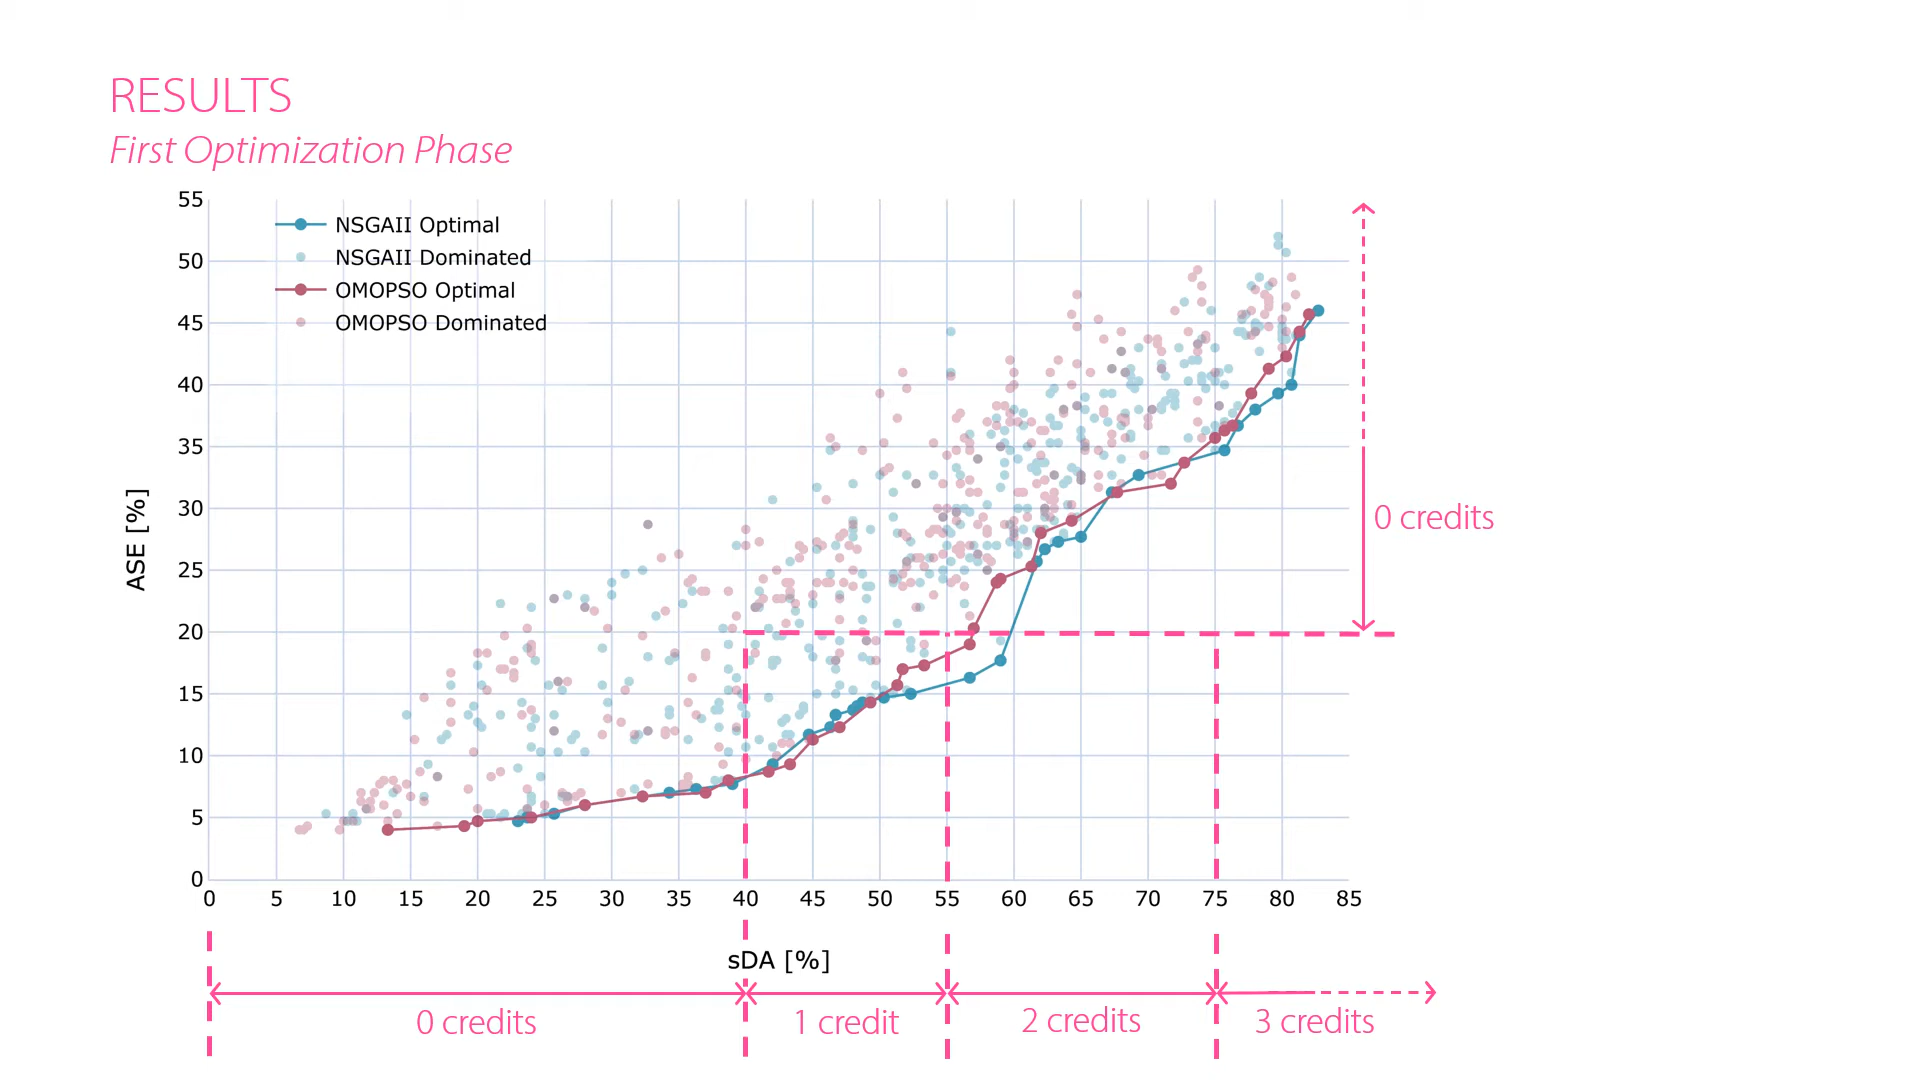 RESULTS
First Optimization Phase
NSGAII Optimal
NSGAII Dominated
OMOPSO Optimal
OMOPSO Dominated
55
50
45
40
35
30
25
20
15
10
5
0
ASE [%]
0 credits
0 5 10 15 20 25 30 35 40 45 50 55 60 65 70 75 80 85
sDA [%]
0 credits 1 credit 2 credits 3 credits